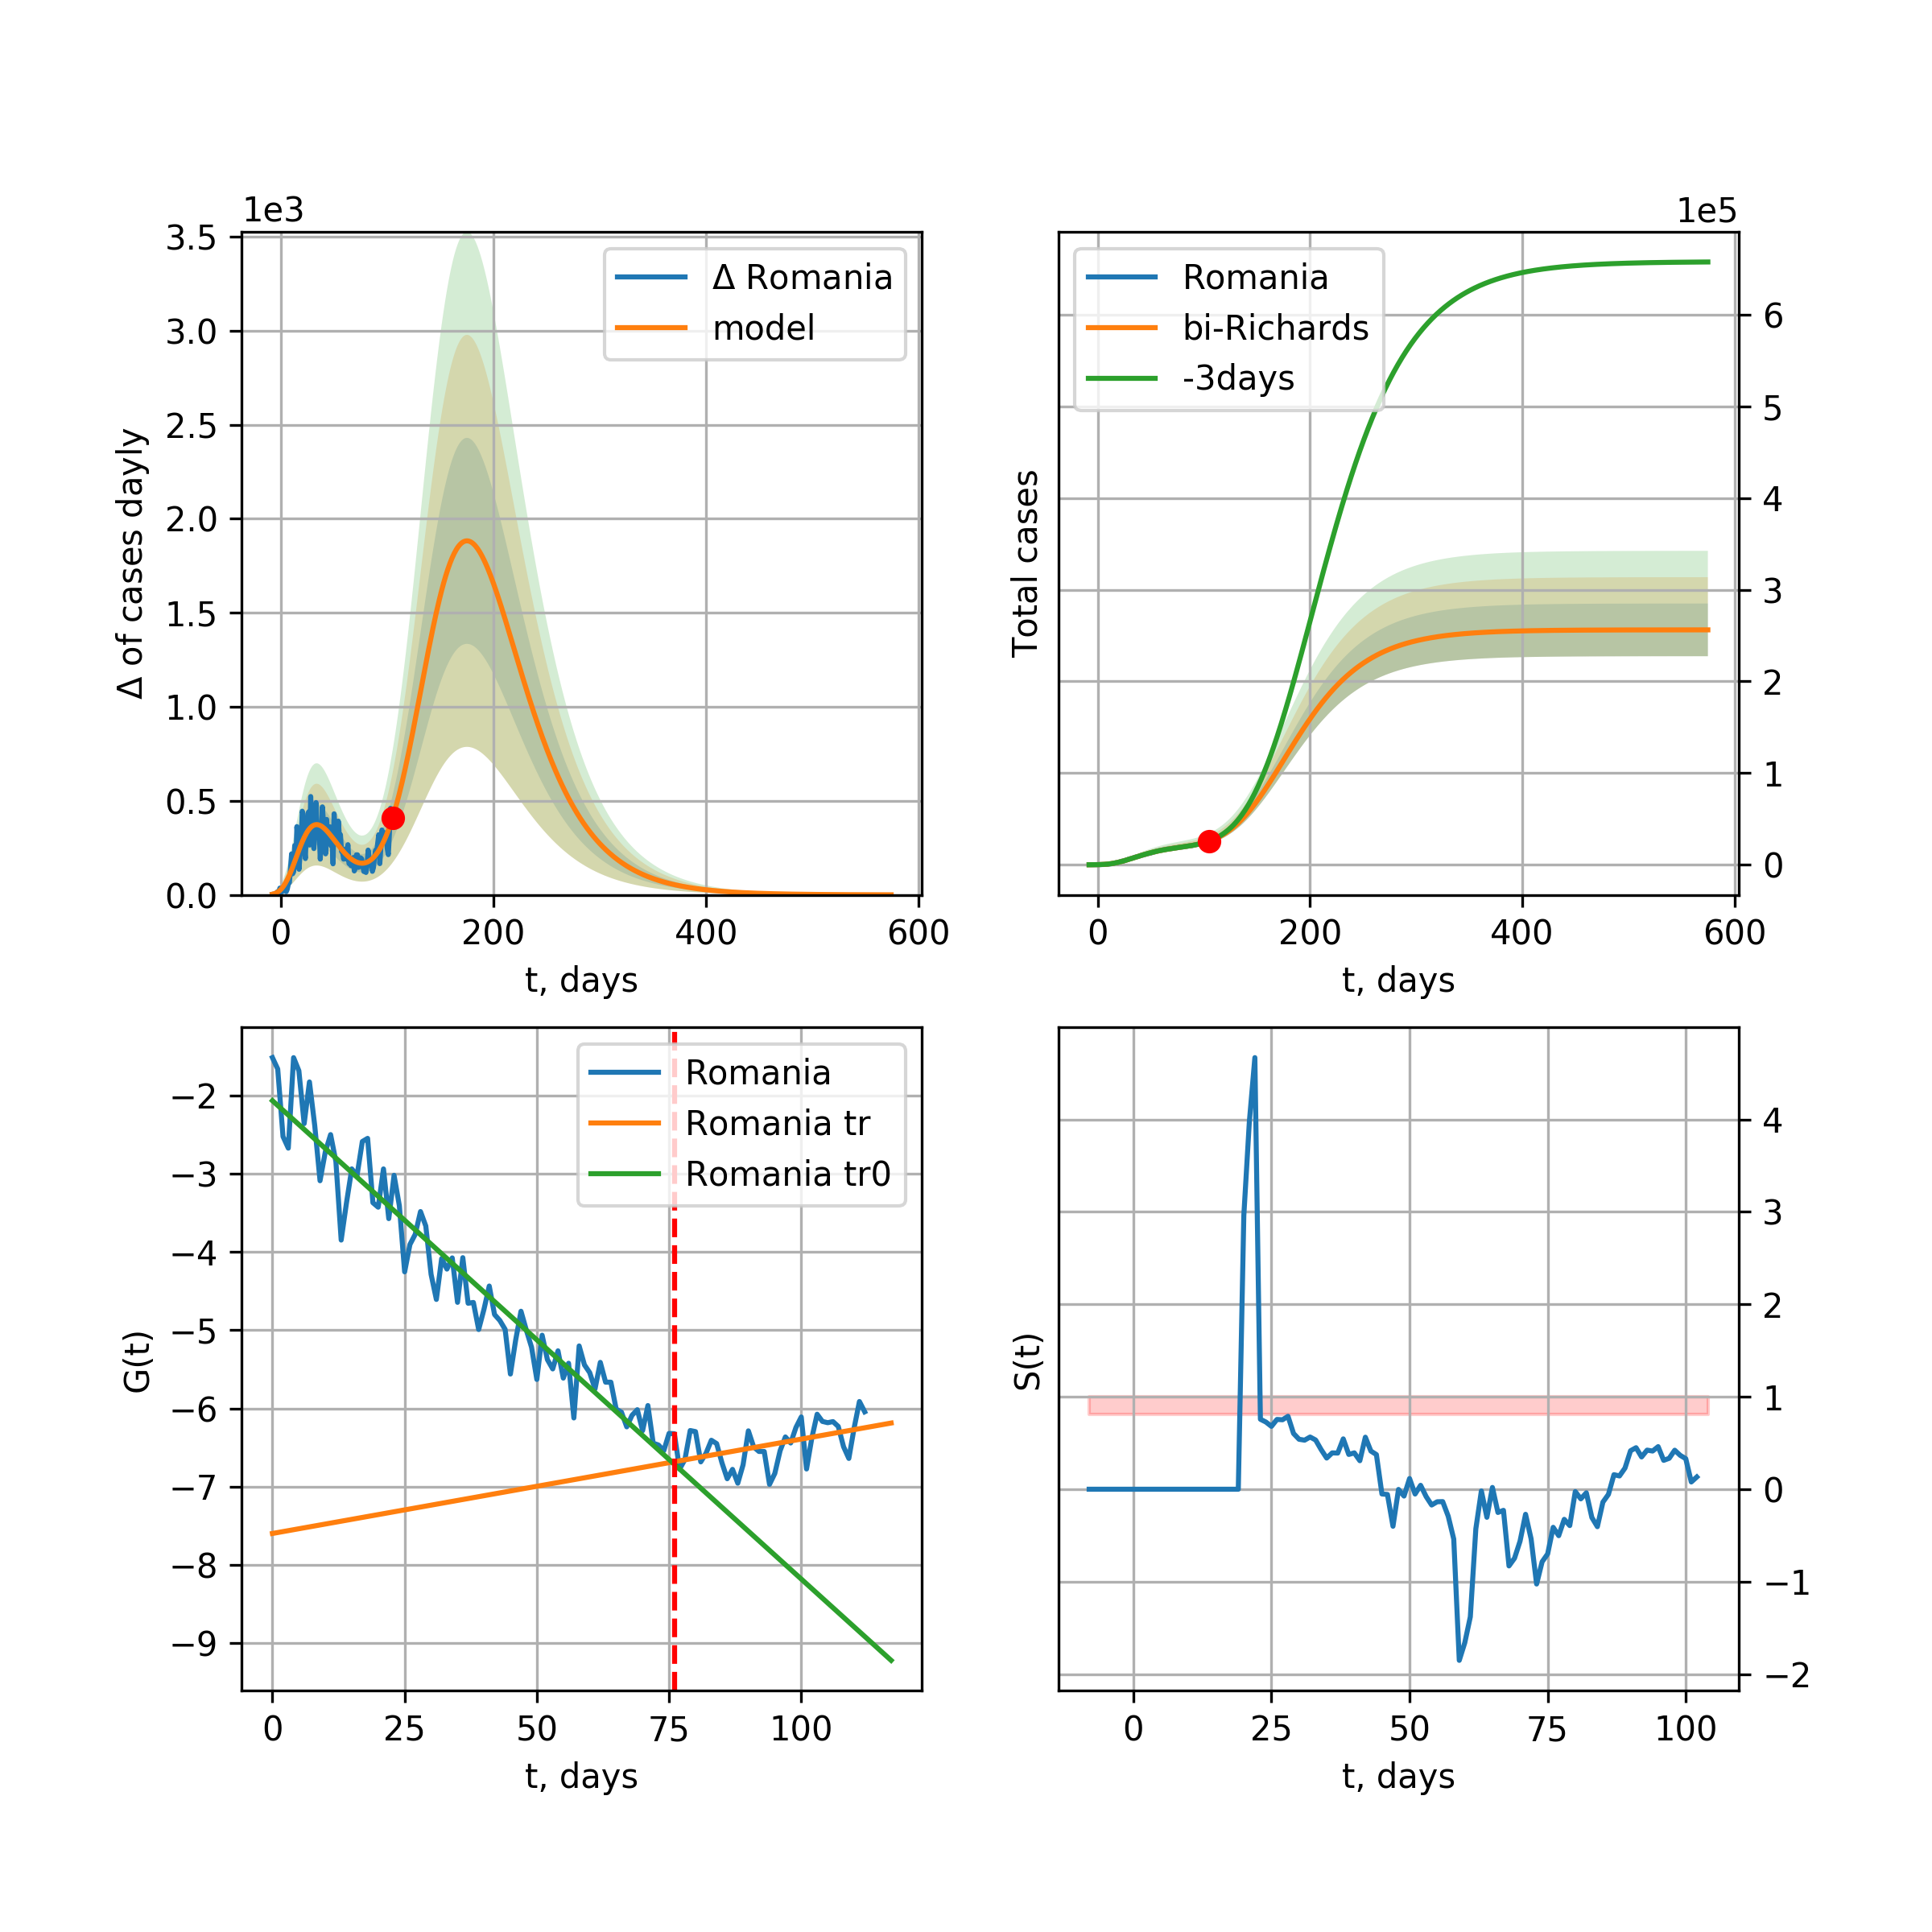 1e3
3.5
3.0
2.5
2.0
1.5
1.0
0.5
0.0
Δ of cases dayly
Δ Romania
model
0 200 400 600
t, days
1e5
Romania
bi-Richards
-3days
Total cases
6
5
4
3
2
1
0
0 200 400 600
t, days
−2
−3
−4
−5
−6
−7
−8
−9
G(t)
Romania
Romania tr
Romania tr0
0 25 50 75 100
t, days
S(t)
4
3
2
1
0
−1
−2
0 25 50 75 100
t, days